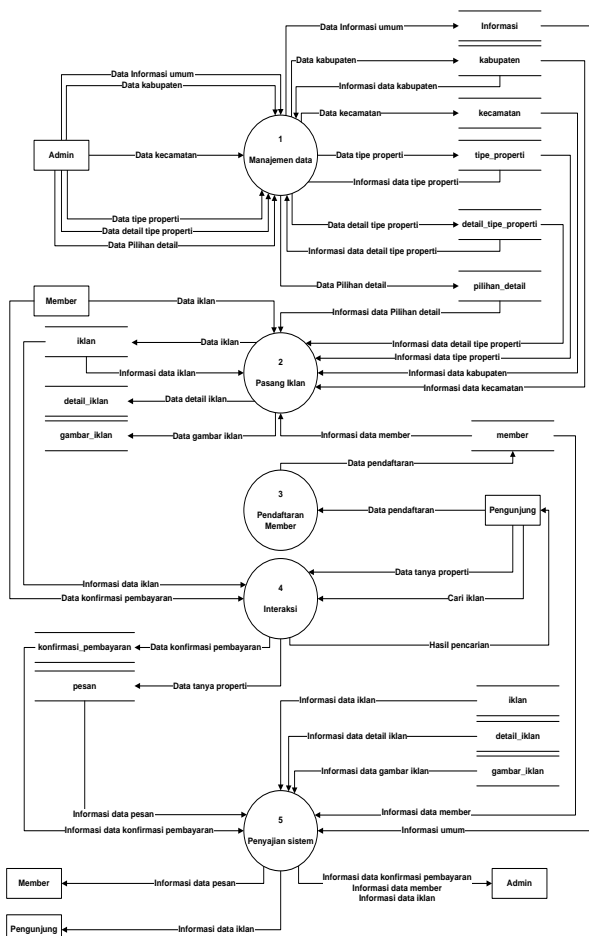 Data Informasi umum
Informasi
Data Informasi umum
Data kabupaten
kabupaten
Data kabupaten
Informasi data kabupaten
Data kecamatan
kecamatan
1
Manajemen data
Admin
Data kecamatan
Data tipe properti
tipe_properti
Informasi data tipe properti
Data tipe properti
Data detail tipe properti
Data Pilihan detail
Data detail tipe properti
detail_tipe_properti
Informasi data detail tipe properti
Data Pilihan detail
pilihan_detail
Member
Data iklan
Informasi data Pilihan detail
iklan
Data iklan
Informasi data iklan
2
Pasang Iklan
Informasi data detail tipe properti
Informasi data tipe properti
Informasi data kabupaten
Informasi data kecamatan
detail_iklan
Data detail iklan
gambar_iklan
Data gambar iklan
Informasi data member
member
Data pendaftaran
3
Pendaftaran
Member
Data pendaftaran
Pengunjung
Data tanya properti
Informasi data iklan
Data konfirmasi pembayaran
4
Interaksi
Cari iklan
Hasil pencarian
konfirmasi_pembayaran
Data konfirmasi pembayaran
pesan
Data tanya properti
Informasi data iklan
iklan
Informasi data detail iklan
detail_iklan
Informasi data gambar iklan
gambar_iklan
Informasi data pesan
Informasi data konfirmasi pembayaran
5
Penyajian sistem
Informasi data member
Informasi umum
Member
Informasi data pesan
Informasi data konfirmasi pembayaran
Informasi data member
Informasi data iklan
Admin
Pengunjung
Informasi data iklan